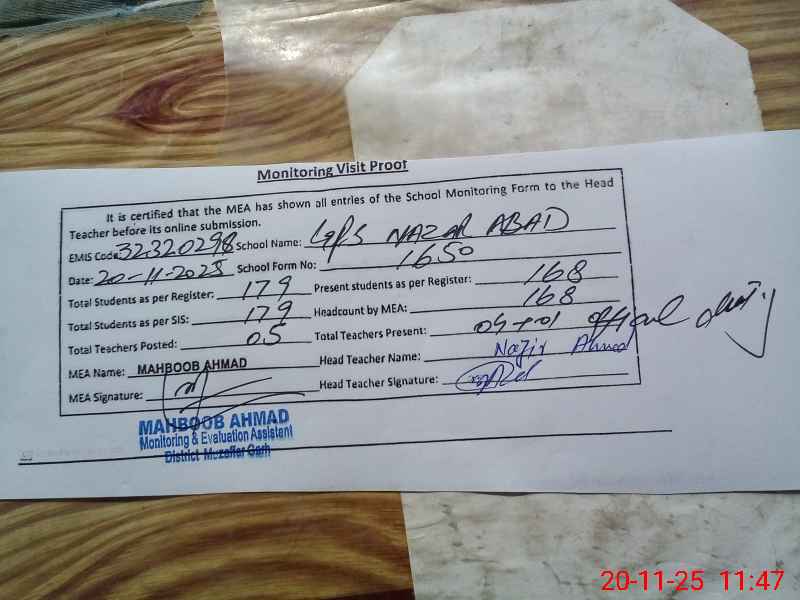 Monitoring Visit Proof
It is certified that the MEA has shown all entries of the School Monitoring Form to the Head
Teacher before its online submission.
EMIS Code 32320298 School Name: GPS NAZAR ABAD
Date: 20-11-2025 School Form No: 1650
Total Students as per Register: 179 Present students as per Register: 168
Total Students as per SIS: 179 Headcount by MEA: 168
Total Teachers Posted: 05 Total Teachers Present: 04+01 official duty
MEA Name: MAHBOOB AHMAD Head Teacher Name: Nazir Ahmad
MEA Signature: Head Teacher Signature:
MAHBOOB AHMAD
Monitoring & Evaluation Assistant
District Muzaffar Garh
20-11-25 11:47